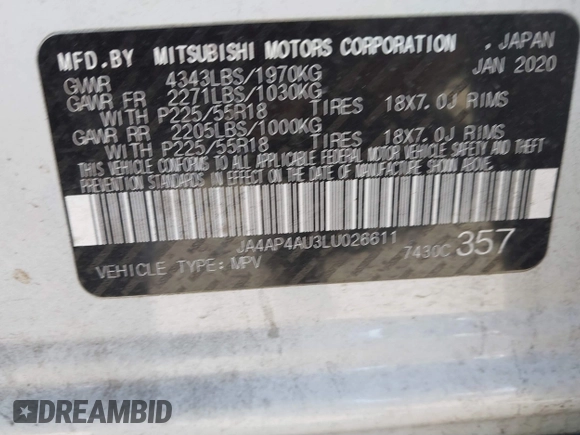 MFD.BY MITSUBISHI MOTORS CORPORATION .JAPAN
GVWR 4343LBS/1970KG JAN 2020
GAWR FR 2271LBS/1030KG
WITH P225/55R18 TIRES 18X7.0J RIMS
GAWR RR 2205LBS/1000KG
WITH P225/55R18 TIRES 18X7.0J RIMS
THIS VEHICLE CONFORMS TO ALL APPLICABLE FEDERAL MOTOR VEHICLE SAFETY AND THEFT
PREVENTION STANDARDS IN EFFECT ON THE DATE OF MANUFACTURE SHOWN ABOVE.
JA4AP4AU3LU026611
VEHICLE TYPE: MPV 7430C 357
DREAMBID